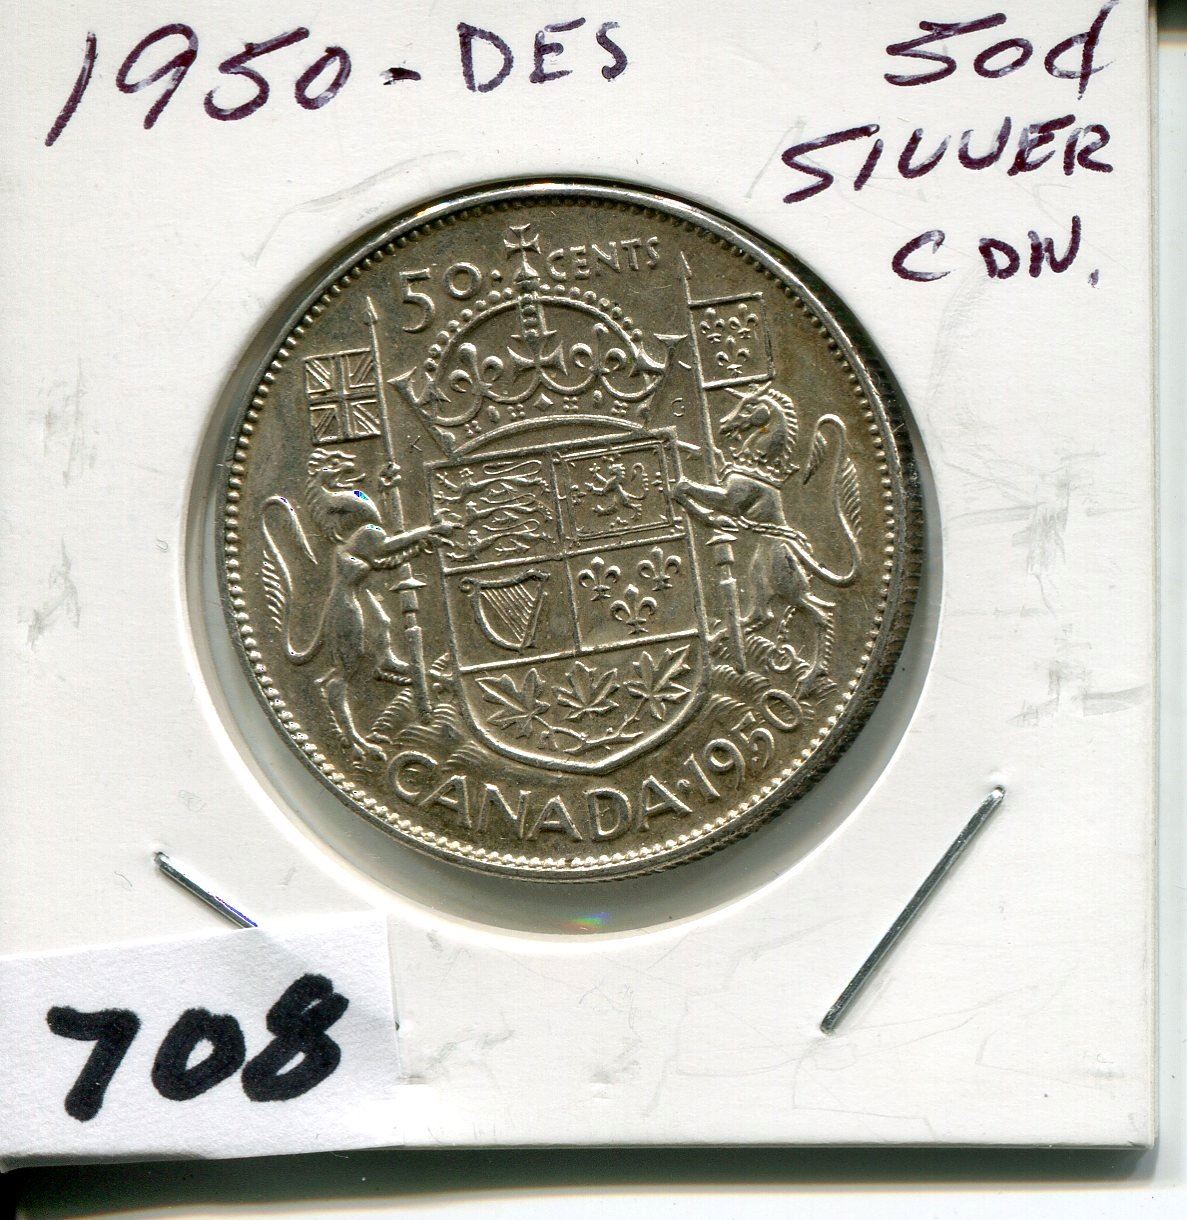 1950 - DES 50¢
SILVER
CDN.
50 · CENTS
K G
CANADA · 1950
708